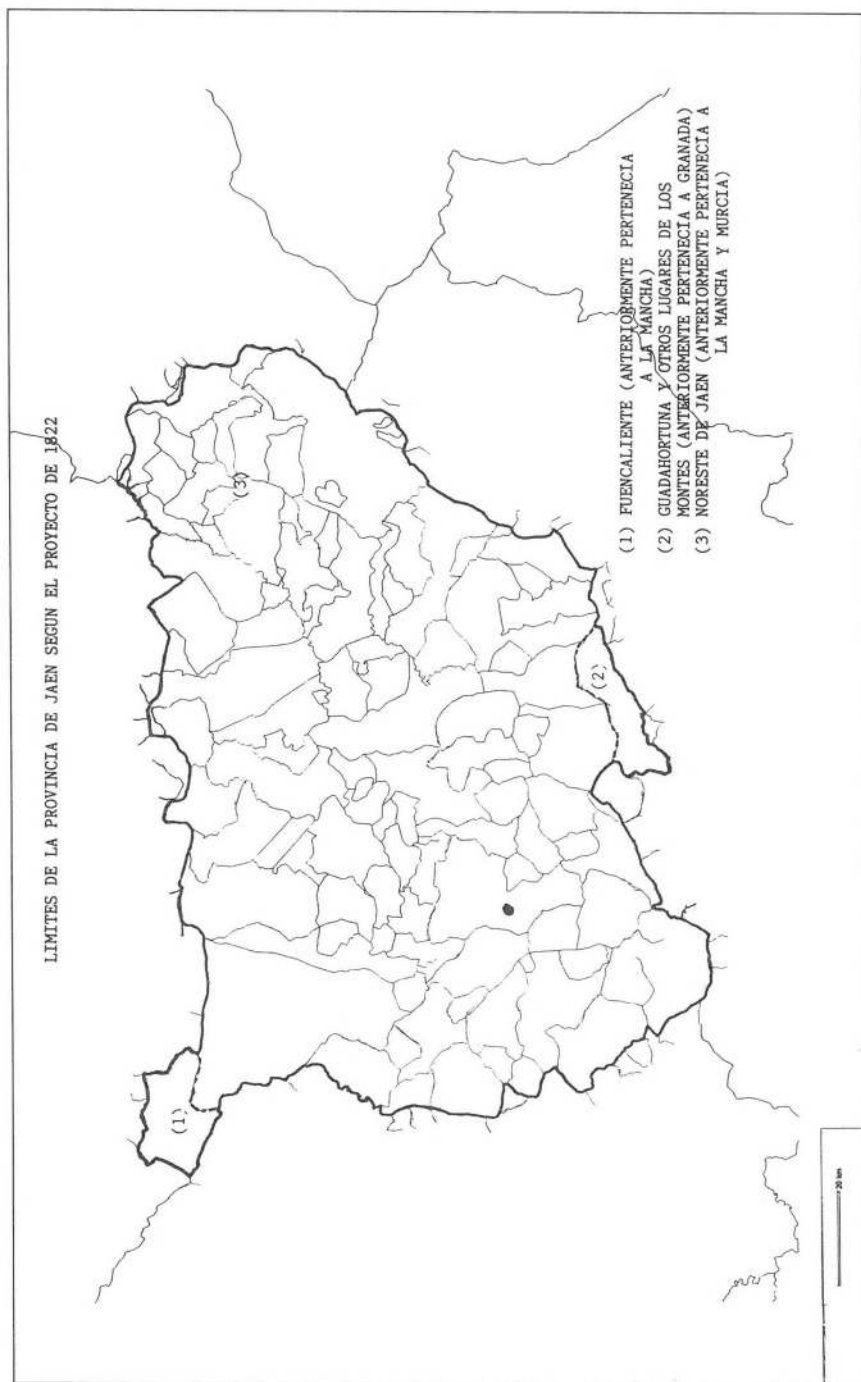 LIMITES DE LA PROVINCIA DE JAEN SEGUN EL PROYECTO DE 1822
(1)
(3)
(2)
(1) FUENCALIENTE (ANTERIORMENTE PERTENECIA
A LA MANCHA)
(2) GUADAHORTUNA Y OTROS LUGARES DE LOS
MONTES (ANTERIORMENTE PERTENECÍA A GRANADA)
(3) NORESTE DE JAEN (ANTERIORMENTE PERTENECÍA A
LA MANCHA Y MURCIA)
20 km